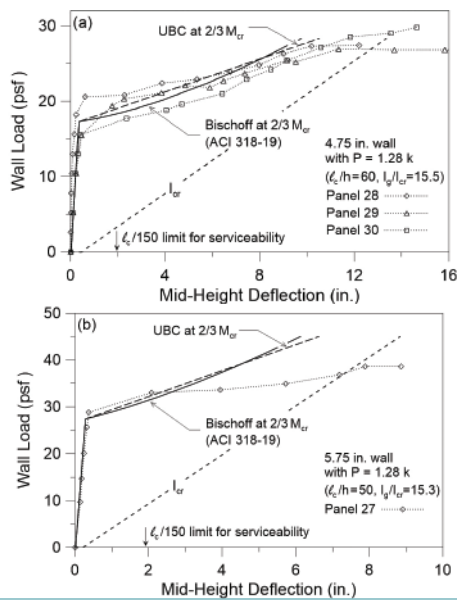 (a)
UBC at 2/3 Mcr
Bischoff at 2/3 Mcr
(ACI 318-19)
Icr
4.75 in. wall
with P = 1.28 k
(ℓc/h=60, Ig/Icr=15.5)
Panel 28
Panel 29
Panel 30
ℓc/150 limit for serviceability
Wall Load (psf)
40
30
20
10
0
0 2 4 6 8 10 12 14 16
Mid-Height Deflection (in.)
(b)
UBC at 2/3 Mcr
Bischoff at 2/3 Mcr
(ACI 318-19)
Icr
5.75 in. wall
with P = 1.28 k
(ℓc/h=50, Ig/Icr=15.3)
Panel 27
ℓc/150 limit for serviceability
Wall Load (psf)
50
40
30
20
10
0
0 2 4 6 8 10
Mid-Height Deflection (in.)